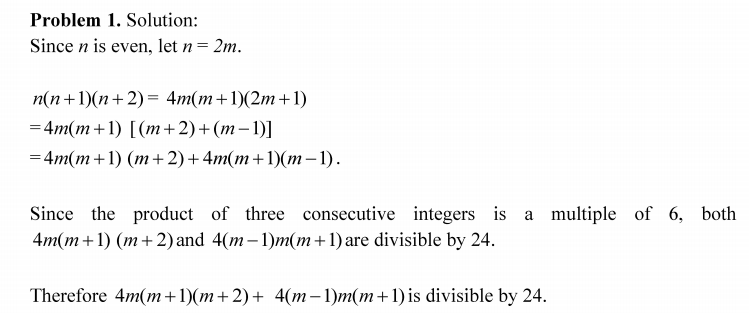 Problem 1. Solution:
Since n is even, let n = 2m.
n(n+1)(n+2) = 4m(m+1)(2m+1)
= 4m(m+1) [(m+2)+(m−1)]
= 4m(m+1) (m+2)+4m(m+1)(m−1).
Since the product of three consecutive integers is a multiple of 6, both
4m(m+1) (m+2) and 4(m−1)m(m+1) are divisible by 24.
Therefore 4m(m+1)(m+2)+ 4(m−1)m(m+1) is divisible by 24.